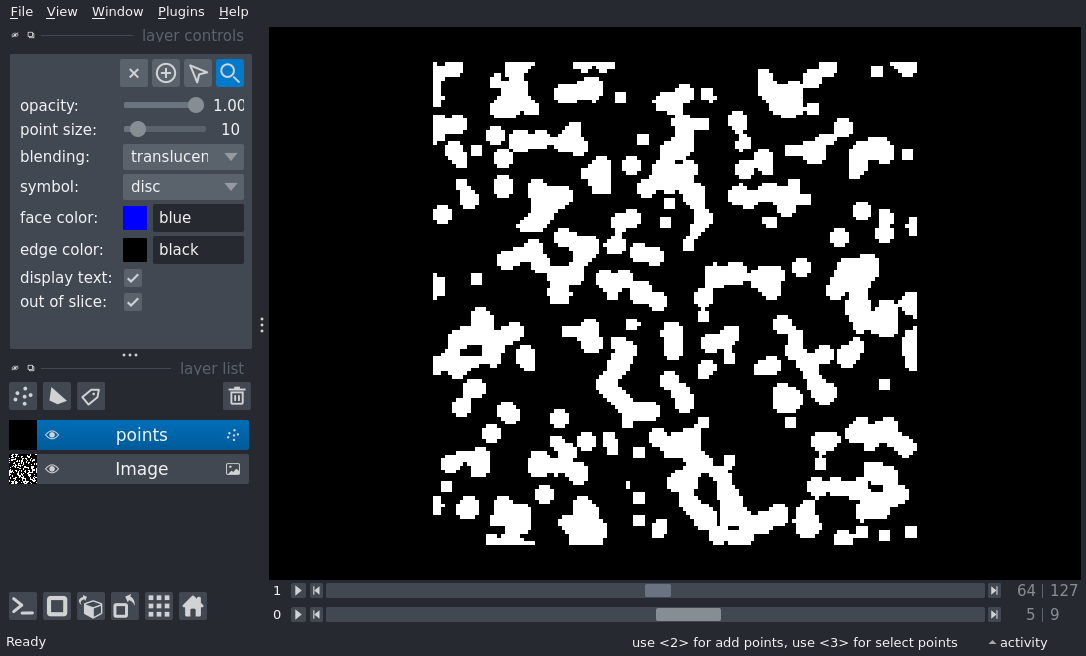 File View Window Plugins Help
layer controls
opacity: 1.00
point size: 10
blending: translucen
symbol: disc
face color: blue
edge color: black
display text:
out of slice:
layer list
points
Image
1 64 | 127
0 5 | 9
Ready use <2> for add points, use <3> for select points activity